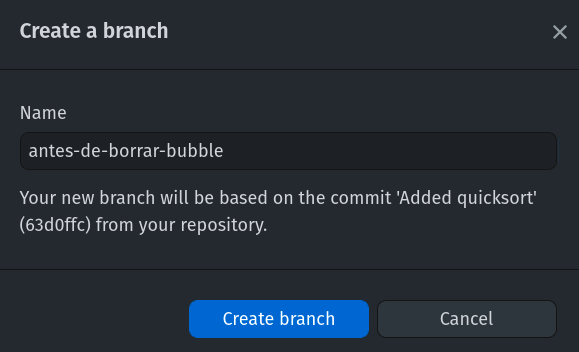 Create a branch
Name
antes-de-borrar-bubble
Your new branch will be based on the commit 'Added quicksort'
(63d0ffc) from your repository.
Create branch
Cancel